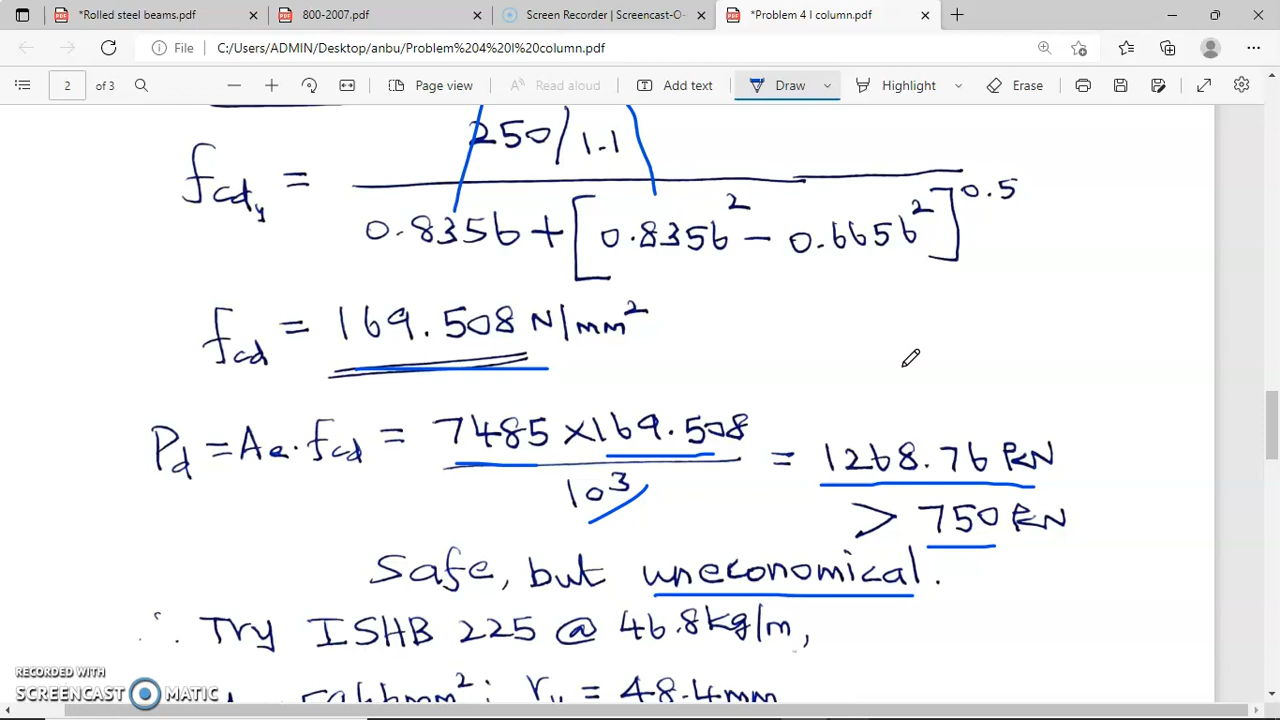 *Rolled steel beams.pdf
800-2007.pdf
Screen Recorder | Screencast-O-
*Problem 4 I column.pdf
File
C:/Users/ADMIN/Desktop/anbu/Problem%204%20I%20column.pdf
2 of 3
Page view
Read aloud
Add text
Draw
Highlight
Erase
250/1.1
fcdy =
0.8356+[0.8356² - 0.6656²]^0.5
fcd = 169.508 N/mm²
Pd = Ae.fcd = 7485×169.508
10³
= 1268.76 kN
> 750 kN
Safe, but uneconomical.
∴ Try ISHB 225 @ 46.8kg/m,
mm²; = 48.4mm
RECORDED WITH
SCREENCAST MATIC